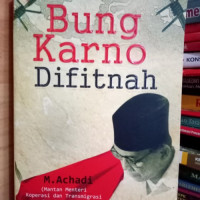 Bung
Karno
Difitnah
M.Achadi
(Mantan Menteri
Koperasi dan Transmigrasi